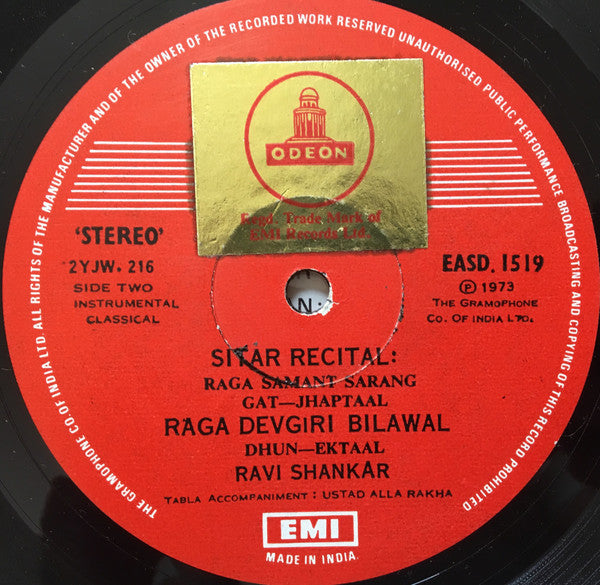 THE GRAMOPHONE CO. OF INDIA LTD. ALL RIGHTS OF THE MANUFACTURER AND OF THE OWNER OF THE RECORDED WORK RESERVED UNAUTHORISED PUBLIC PERFORMANCE BROADCASTING AND COPYING OF THIS RECORD PROHIBITED
ODEON
Regd. Trade Mark of
EMI Records Ltd.
'STEREO'
2YJW. 216
SIDE TWO
INSTRUMENTAL
CLASSICAL
EASD. 1519
Ⓟ 1973
THE GRAMOPHONE
CO. OF INDIA LTD.
N:
SITAR RECITAL:
RAGA SAMANT SARANG
GAT—JHAPTAAL
RAGA DEVGIRI BILAWAL
DHUN—EKTAAL
RAVI SHANKAR
TABLA ACCOMPANIMENT : USTAD ALLA RAKHA
EMI
MADE IN INDIA.